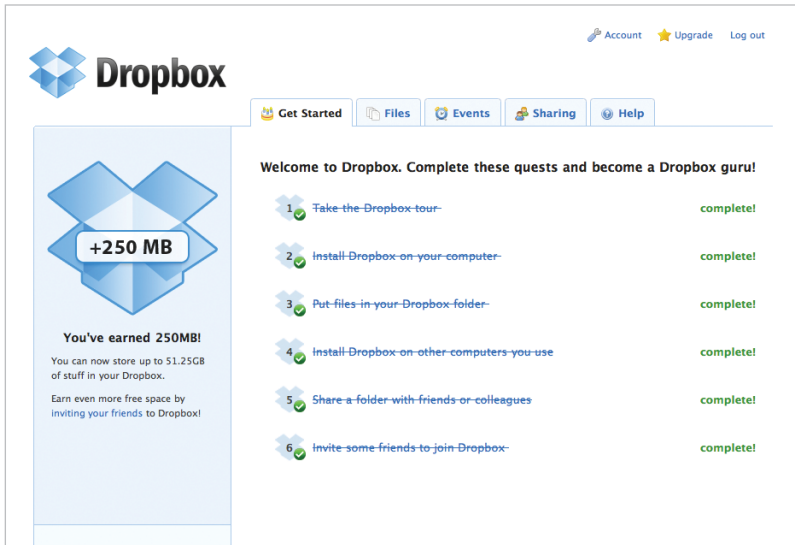 Account Upgrade Log out
Dropbox
Get Started Files Events Sharing Help
+250 MB
You've earned 250MB!
You can now store up to 51.25GB
of stuff in your Dropbox.
Earn even more free space by
inviting your friends to Dropbox!
Welcome to Dropbox. Complete these quests and become a Dropbox guru!
1 Take the Dropbox tour complete!
2 Install Dropbox on your computer complete!
3 Put files in your Dropbox folder complete!
4 Install Dropbox on other computers you use complete!
5 Share a folder with friends or colleagues complete!
6 Invite some friends to join Dropbox complete!